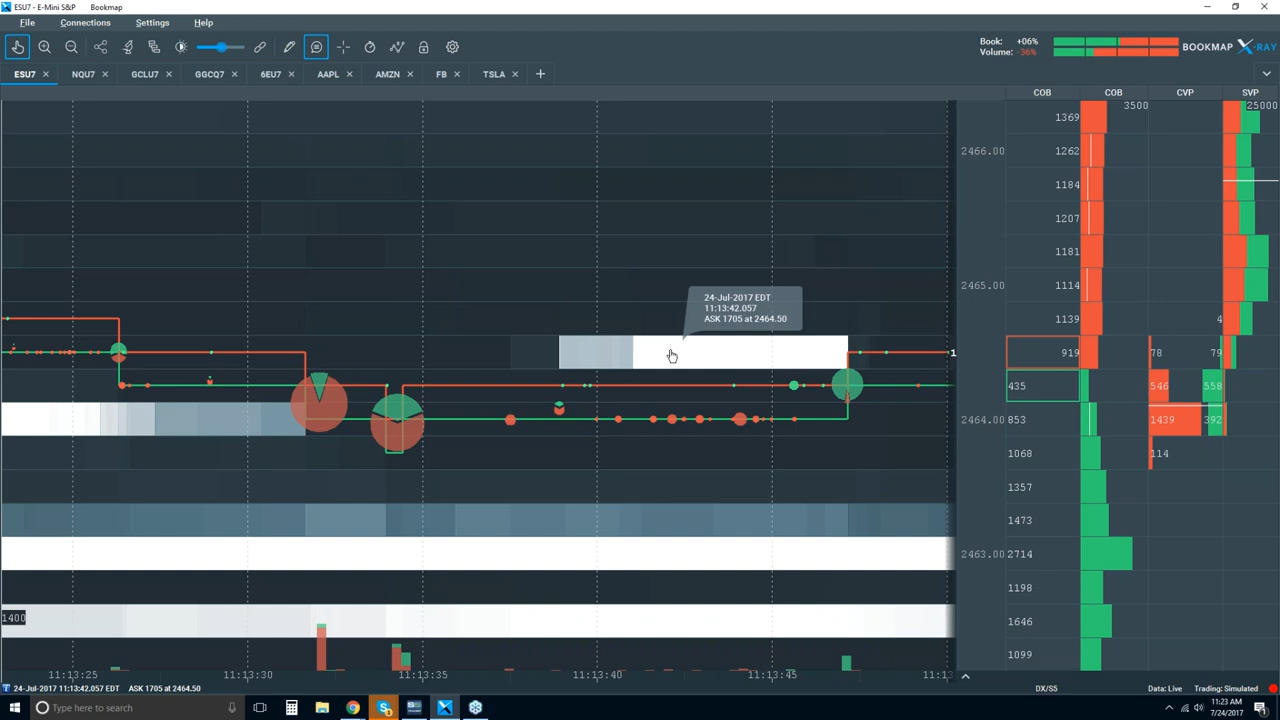 ESU7 - E-Mini S&P
Bookmap
File Connections Settings Help
Book: +06%
Volume: -36%
BOOKMAP X-RAY
ESU7 NQU7 GCLU7 GGCQ7 6EU7 AAPL AMZN FB TSLA
COB COB CVP SVP
3500 25000
1369
2466.00 1262
1184
1207
1181
2465.00 1114
1139 4
24-Jul-2017 EDT
11:13:42.057
ASK 1705 at 2464.50
1 919 78 79
435 546 558
2464.00 853 1439 392
1068 114
1357
1473
2463.00 2714
1198
1400 1646
1099
11:13:25 11:13:30 11:13:35 11:13:40 11:13:45 11:13
24-Jul-2017 11:13:42.057 EDT ASK 1705 at 2464.50
DX/S5 Data: Live Trading: Simulated
Type here to search
11:23 AM
7/24/2017
1